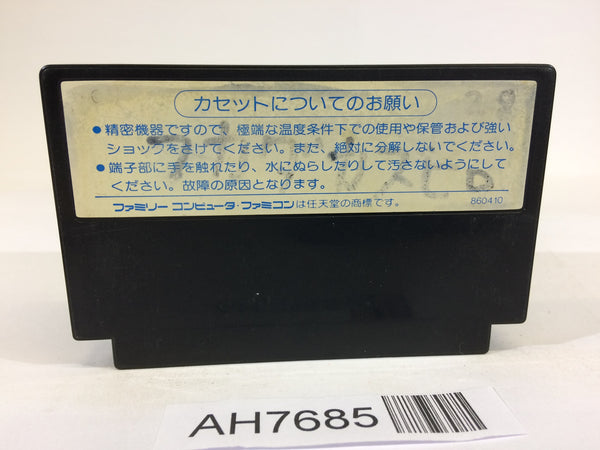 カセットについてのお願い
●精密機器ですので、極端な温度条件下での使用や保管および強い
ショックをさけてください。また、絶対に分解しないでください。
●端子部に手を触れたり、水にぬらしたりして汚さないようにして
ください。故障の原因となります。
ファミリー コンピュータ・ファミコンは任天堂の商標です。
860410
AH7685